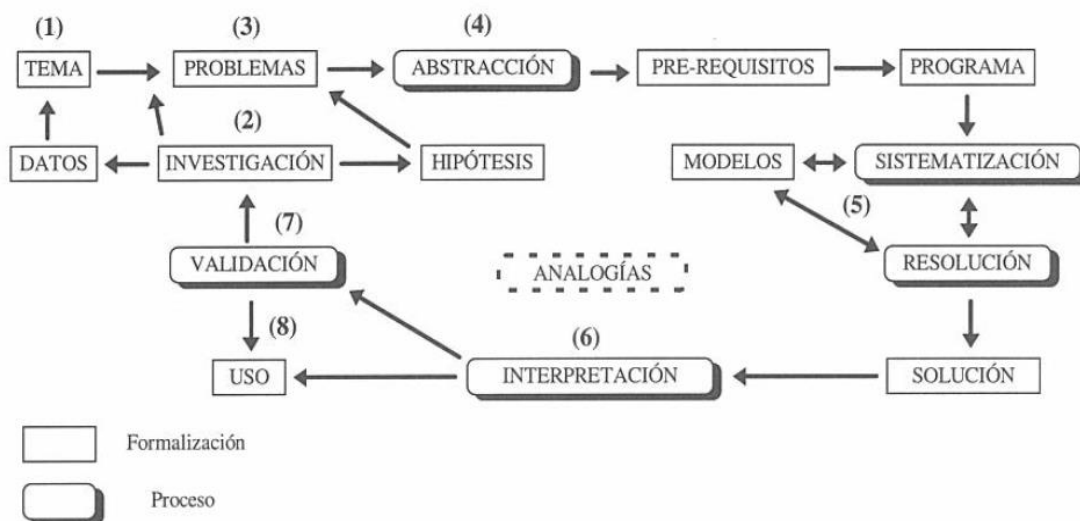 (1)
(3)
(4)
TEMA
PROBLEMAS
ABSTRACCIÓN
PRE-REQUISITOS
PROGRAMA
(2)
DATOS
INVESTIGACIÓN
HIPÓTESIS
MODELOS
SISTEMATIZACIÓN
(5)
(7)
VALIDACIÓN
ANALOGÍAS
RESOLUCIÓN
(8)
(6)
USO
INTERPRETACIÓN
SOLUCIÓN
Formalización
Proceso